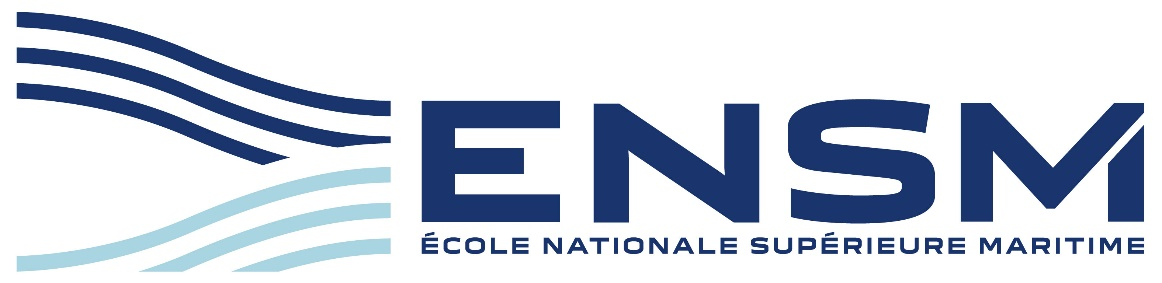 ENSM
ÉCOLE NATIONALE SUPÉRIEURE MARITIME